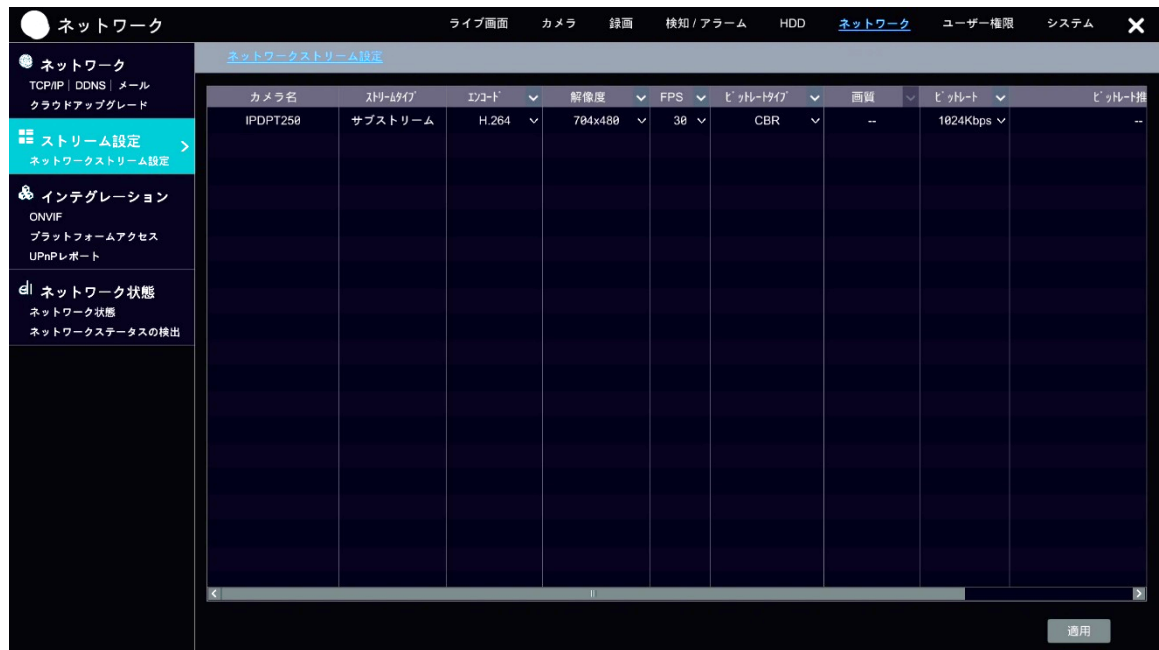 ネットワーク ライブ画面 カメラ 録画 検知 / アラーム HDD ネットワーク ユーザー権限 システム
ネットワーク
TCP/IP | DDNS | メール
クラウドアップグレード
ストリーム設定
ネットワークストリーム設定
インテグレーション
ONVIF
プラットフォームアクセス
UPnPレポート
ネットワーク状態
ネットワーク状態
ネットワークステータスの検出
ネットワークストリーム設定
カメラ名 ｽﾄﾘｰﾑﾀｲﾌﾟ ｴﾝｺｰﾄﾞ 解像度 FPS ﾋﾞｯﾄﾚｰﾄﾀｲﾌﾟ 画質 ﾋﾞｯﾄﾚｰﾄ ﾋﾞｯﾄﾚｰﾄ推
IPDPT250 サブストリーム H.264 704x480 30 CBR -- 1024Kbps --
適用